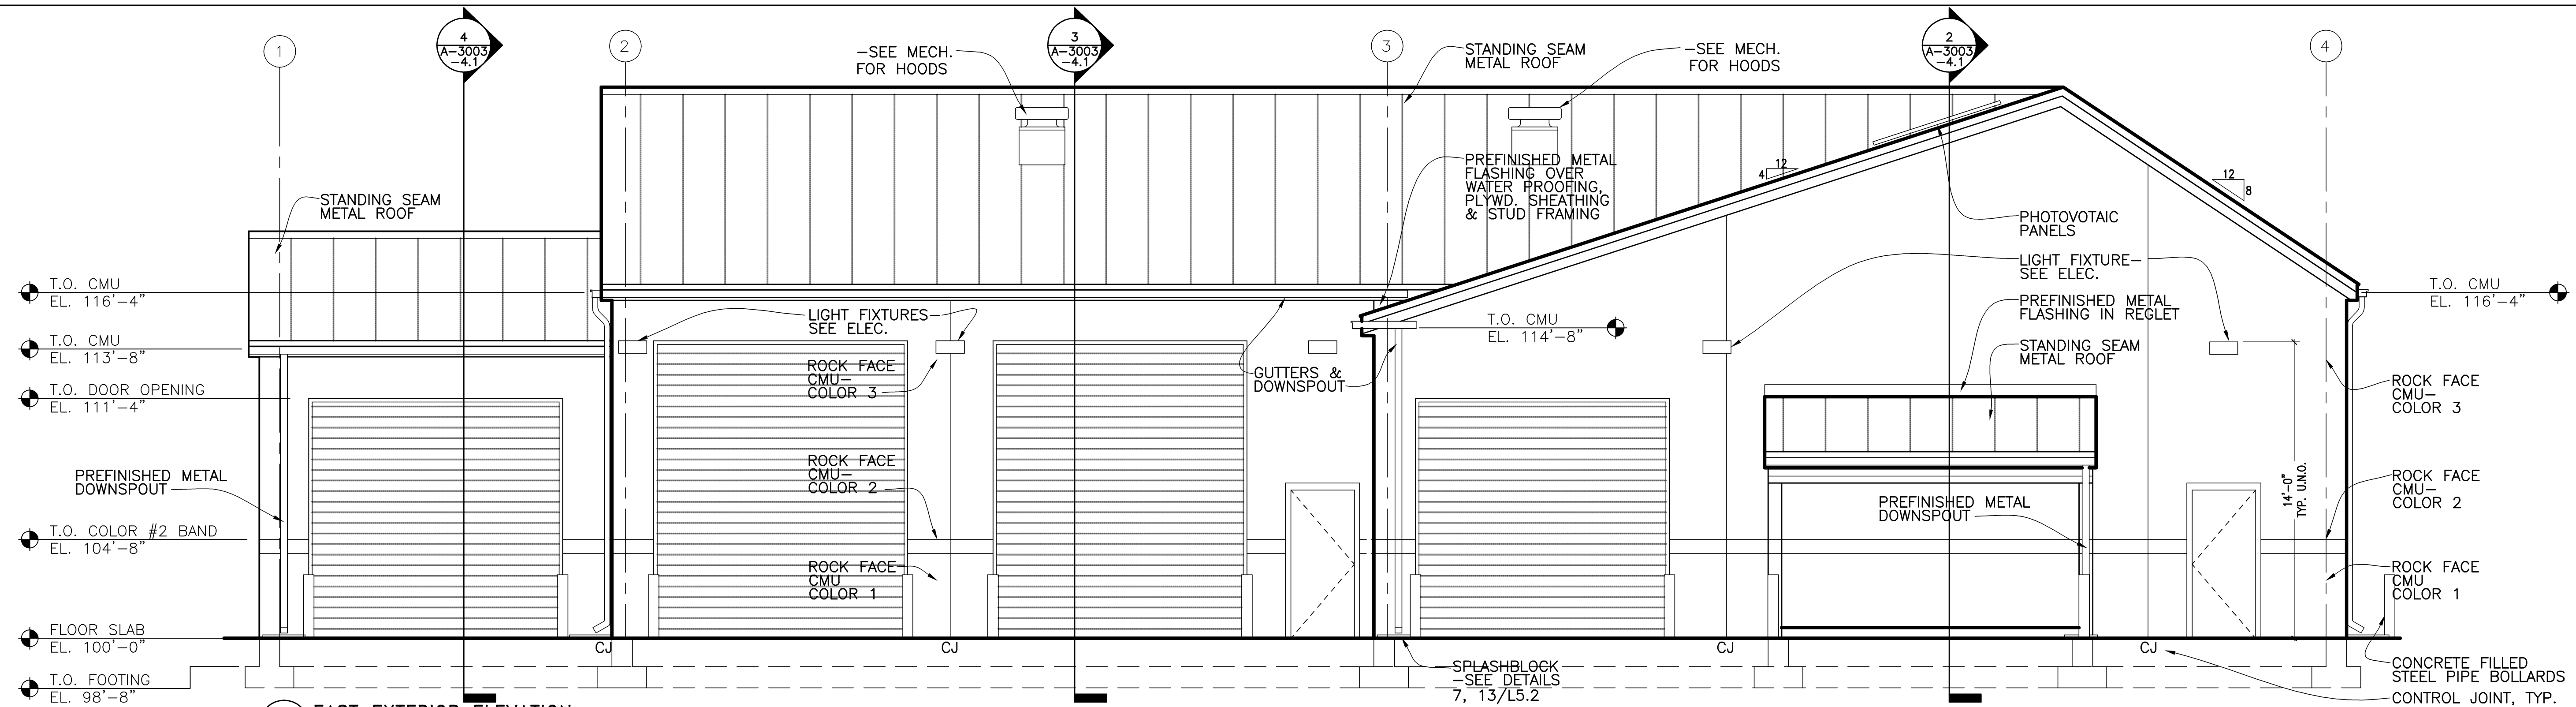 1
4
A-3003
-4.1
2
-SEE MECH.
FOR HOODS
3
A-3003
-4.1
3
STANDING SEAM
METAL ROOF
-SEE MECH.
FOR HOODS
2
A-3003
-4.1
4
STANDING SEAM
METAL ROOF
PREFINISHED METAL
FLASHING OVER
WATER PROOFING,
PLYWD. SHEATHING
& STUD FRAMING
12
4
12
8
PHOTOVOTAIC
PANELS
LIGHT FIXTURE-
SEE ELEC.
PREFINISHED METAL
FLASHING IN REGLET
STANDING SEAM
METAL ROOF
T.O. CMU
EL. 116'-4"
T.O. CMU
EL. 116'-4"
T.O. CMU
EL. 113'-8"
T.O. DOOR OPENING
EL. 111'-4"
LIGHT FIXTURES-
SEE ELEC.
T.O. CMU
EL. 114'-8"
ROCK FACE
CMU-
COLOR 3
GUTTERS &
DOWNSPOUT
ROCK FACE
CMU-
COLOR 3
PREFINISHED METAL
DOWNSPOUT
ROCK FACE
CMU-
COLOR 2
PREFINISHED METAL
DOWNSPOUT
14'-0"
TYP. U.N.O.
ROCK FACE
CMU-
COLOR 2
T.O. COLOR #2 BAND
EL. 104'-8"
ROCK FACE
CMU
COLOR 1
ROCK FACE
CMU
COLOR 1
FLOOR SLAB
EL. 100'-0"
CJ
CJ
CJ
CJ
T.O. FOOTING
EL. 98'-8"
SPLASHBLOCK
-SEE DETAILS
7, 13/L5.2
CONCRETE FILLED
STEEL PIPE BOLLARDS
CONTROL JOINT, TYP.
EAST EXTERIOR ELEVATION